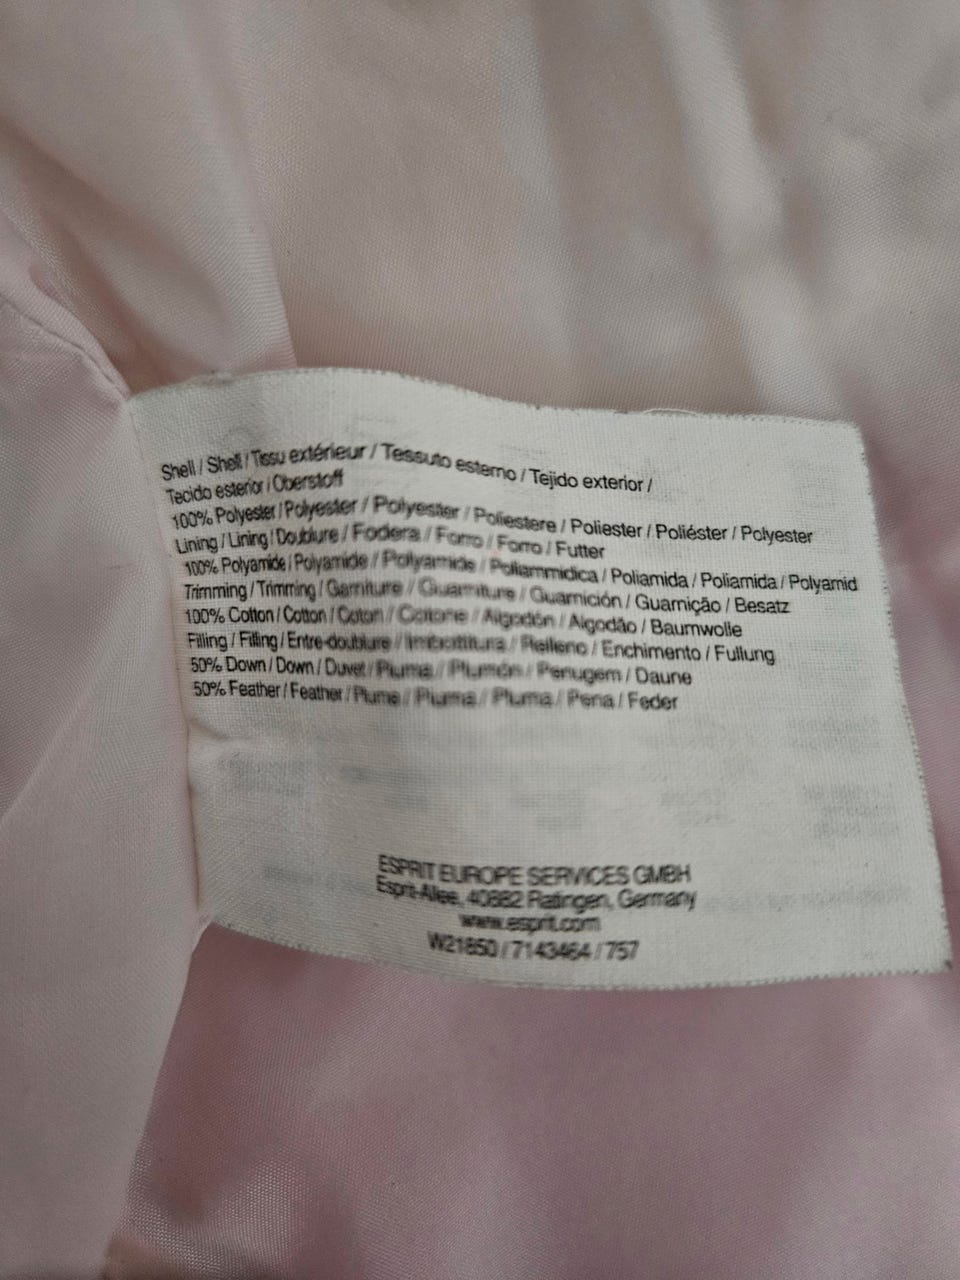 Shell / Shell / Tissu extérieur / Tessuto esterno / Tejido exterior /
Tecido esterior / Oberstoff
100% Polyester / Polyester / Polyester / Poliestere / Poliester / Poliéster / Polyester
Lining / Lining / Doublure / Fodera / Forro / Forro / Futter
100% Polyamide / Polyamide / Polyamide / Poliammidica / Poliamida / Poliamida / Polyamid
Trimming / Trimming / Garniture / Guarniture / Guarnición / Guarnição / Besatz
100% Cotton / Cotton / Coton / Cotone / Algodón / Algodão / Baumwolle
Filling / Filling / Entre-doublure / Imbottitura / Relleno / Enchimento / Fullung
50% Down / Down / Duvet / Piuma / Plumón / Penugem / Daune
50% Feather / Feather / Plume / Piuma / Pluma / Pena / Feder
ESPRIT EUROPE SERVICES GMBH
Esprit-Allee, 40882 Ratingen, Germany
www.esprit.com
W21850 / 7143464 / 757